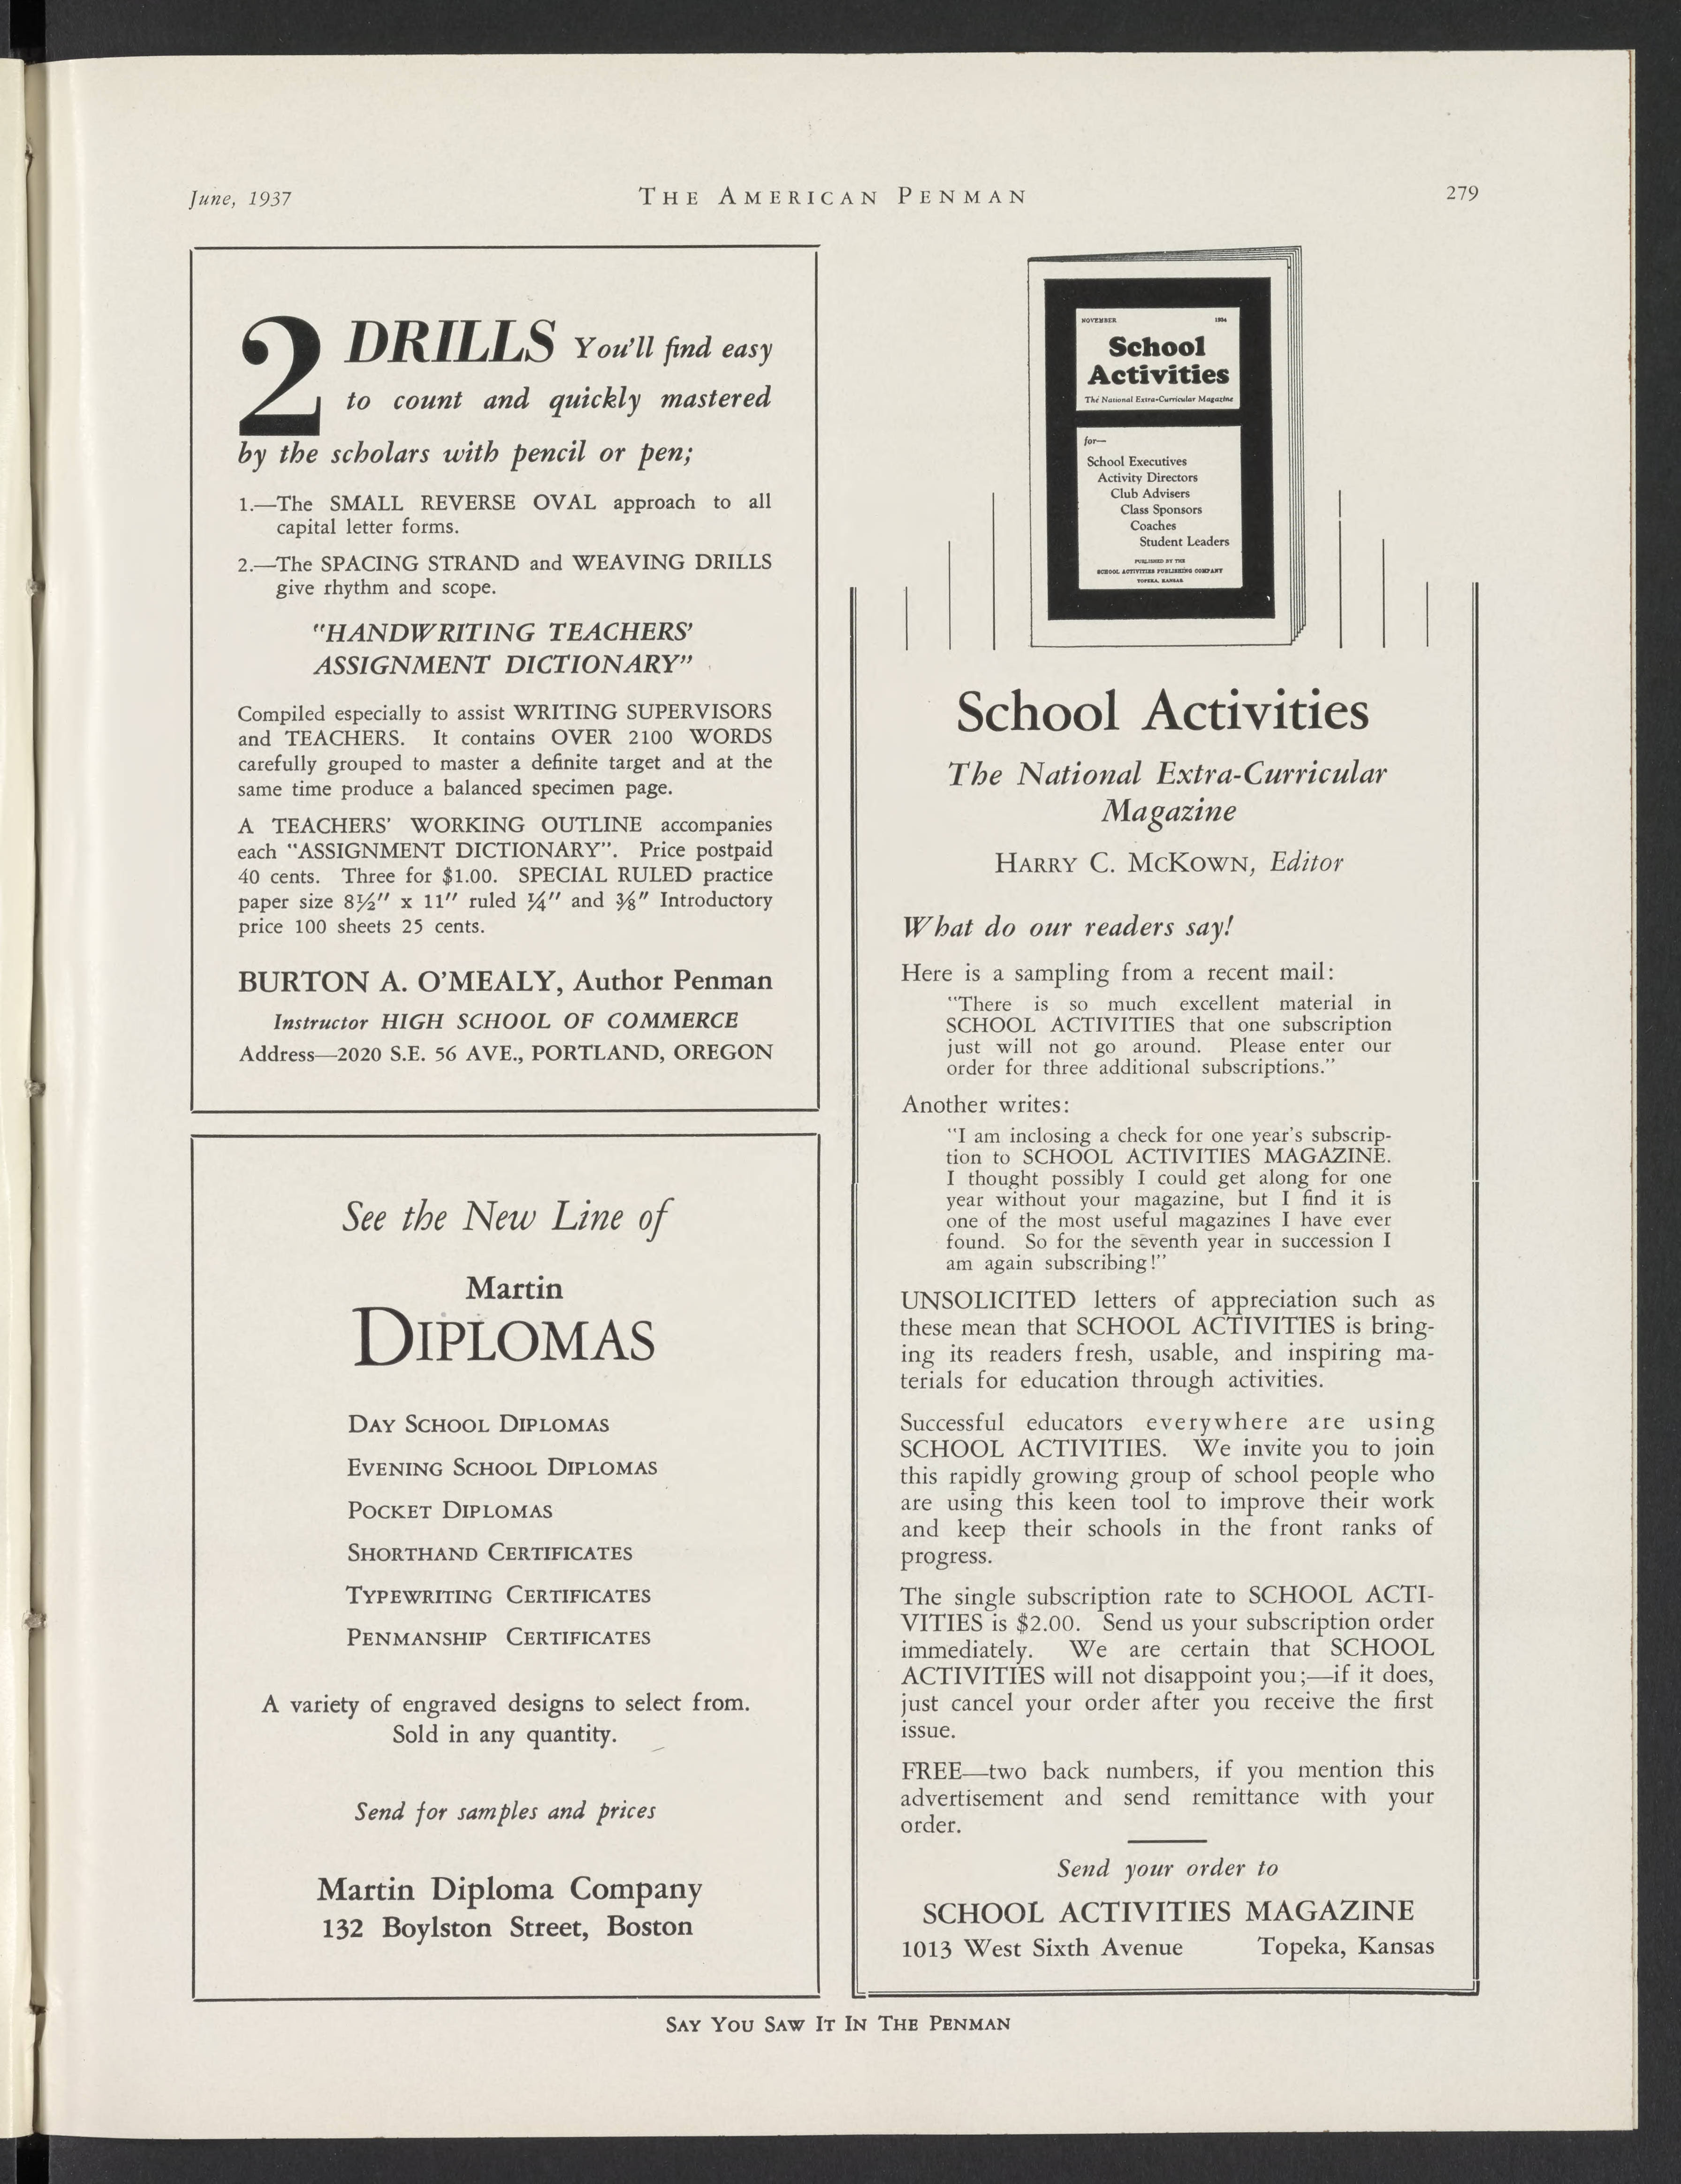 June, 1937
THE AMERICAN PENMAN
279
2 DRILLS You'll find easy
to count and quickly mastered
by the scholars with pencil or pen;
1.—The SMALL REVERSE OVAL approach to all
capital letter forms.
2.—The SPACING STRAND and WEAVING DRILLS
give rhythm and scope.
"HANDWRITING TEACHERS'
ASSIGNMENT DICTIONARY"
Compiled especially to assist WRITING SUPERVISORS
and TEACHERS. It contains OVER 2100 WORDS
carefully grouped to master a definite target and at the
same time produce a balanced specimen page.
A TEACHERS' WORKING OUTLINE accompanies
each "ASSIGNMENT DICTIONARY". Price postpaid
40 cents. Three for $1.00. SPECIAL RULED practice
paper size 8½" x 11" ruled ¼" and ⅜" Introductory
price 100 sheets 25 cents.
BURTON A. O'MEALY, Author Penman
Instructor HIGH SCHOOL OF COMMERCE
Address—2020 S.E. 56 AVE., PORTLAND, OREGON
See the New Line of
Martin
DIPLOMAS
DAY SCHOOL DIPLOMAS
EVENING SCHOOL DIPLOMAS
POCKET DIPLOMAS
SHORTHAND CERTIFICATES
TYPEWRITING CERTIFICATES
PENMANSHIP CERTIFICATES
A variety of engraved designs to select from.
Sold in any quantity.
Send for samples and prices
Martin Diploma Company
132 Boylston Street, Boston
NOVEMBER 1934
School
Activities
The National Extra-Curricular Magazine
for—
School Executives
Activity Directors
Club Advisers
Class Sponsors
Coaches
Student Leaders
PUBLISHED BY THE
SCHOOL ACTIVITIES PUBLISHING COMPANY
TOPEKA, KANSAS
School Activities
The National Extra-Curricular
Magazine
HARRY C. MCKOWN, Editor
What do our readers say!
Here is a sampling from a recent mail:
"There is so much excellent material in
SCHOOL ACTIVITIES that one subscription
just will not go around. Please enter our
order for three additional subscriptions."
Another writes:
"I am inclosing a check for one year's subscrip-
tion to SCHOOL ACTIVITIES MAGAZINE.
I thought possibly I could get along for one
year without your magazine, but I find it is
one of the most useful magazines I have ever
found. So for the seventh year in succession I
am again subscribing!"
UNSOLICITED letters of appreciation such as
these mean that SCHOOL ACTIVITIES is bring-
ing its readers fresh, usable, and inspiring ma-
terials for education through activities.
Successful educators everywhere are using
SCHOOL ACTIVITIES. We invite you to join
this rapidly growing group of school people who
are using this keen tool to improve their work
and keep their schools in the front ranks of
progress.
The single subscription rate to SCHOOL ACTI-
VITIES is $2.00. Send us your subscription order
immediately. We are certain that SCHOOL
ACTIVITIES will not disappoint you;—if it does,
just cancel your order after you receive the first
issue.
FREE—two back numbers, if you mention this
advertisement and send remittance with your
order.
Send your order to
SCHOOL ACTIVITIES MAGAZINE
1013 West Sixth Avenue Topeka, Kansas
SAY YOU SAW IT IN THE PENMAN